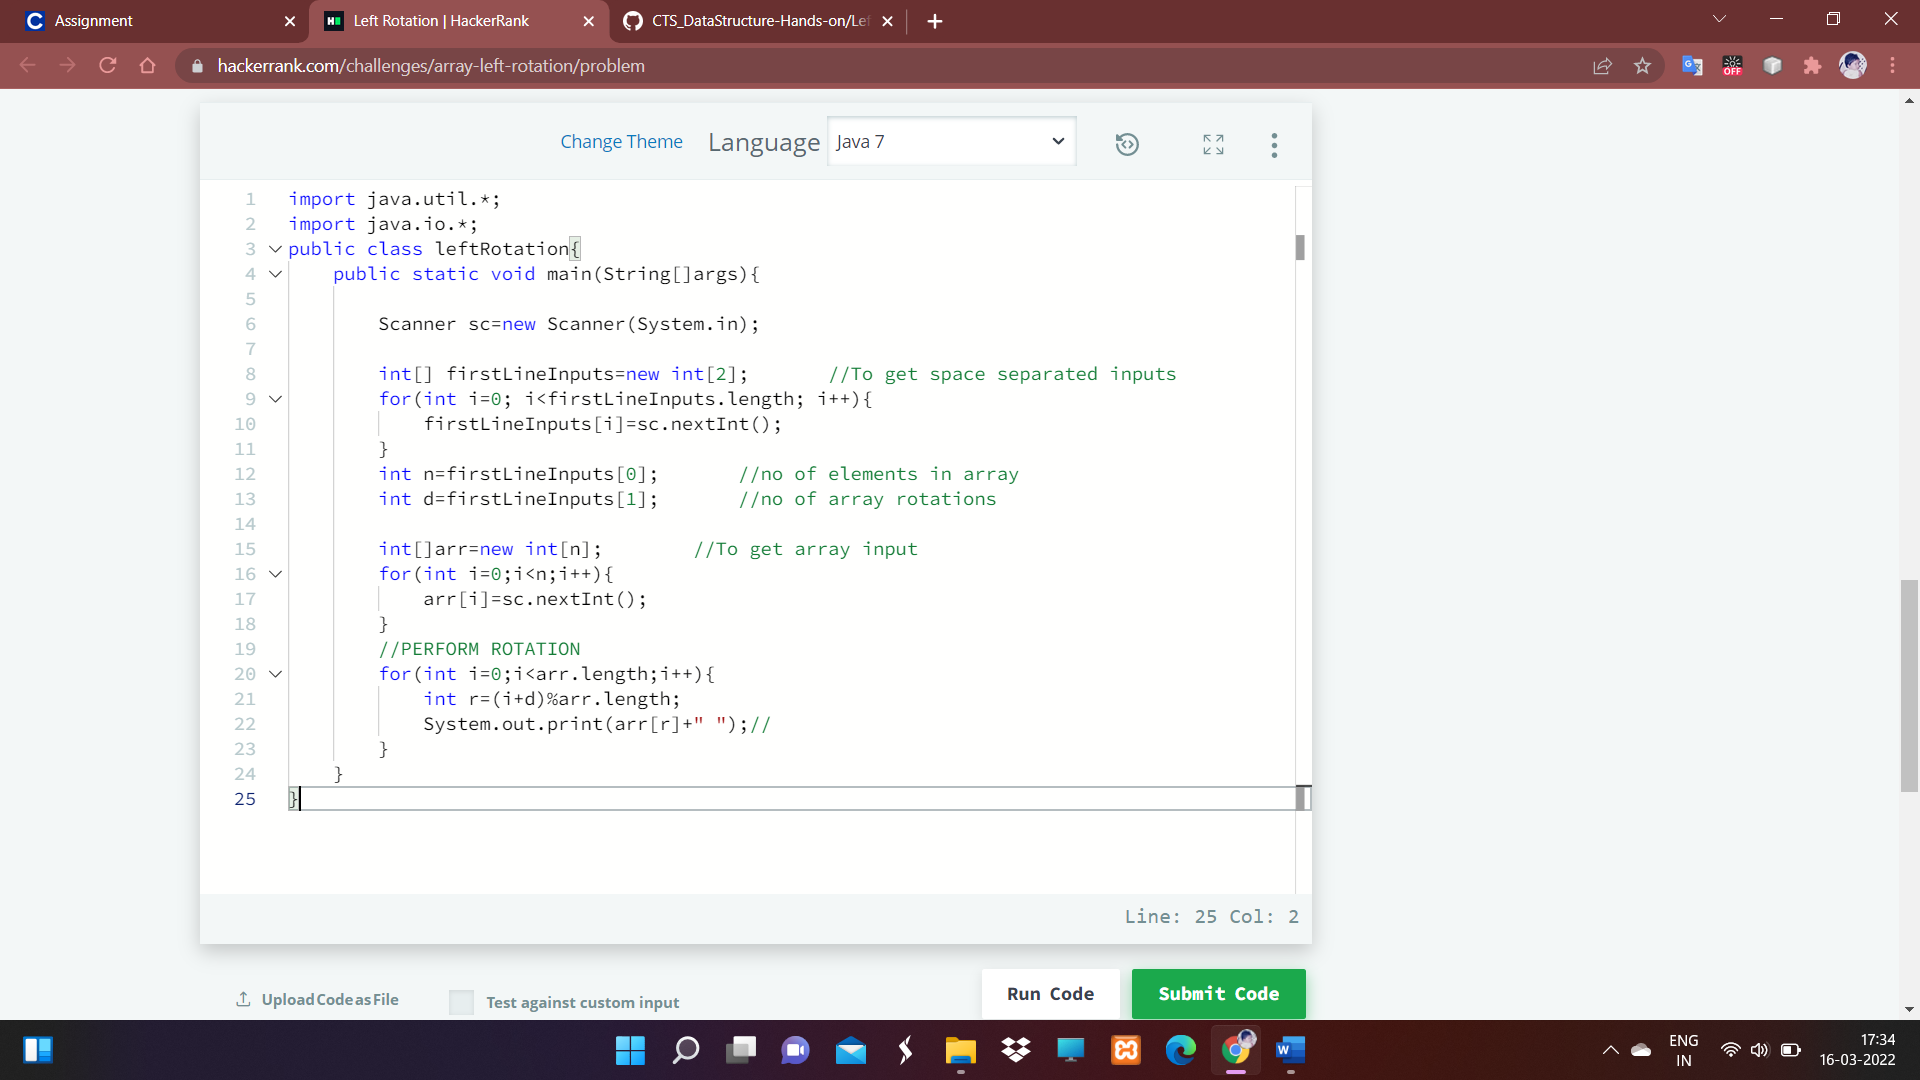 Assignment
Left Rotation | HackerRank
CTS_DataStructure-Hands-on/Le
hackerrank.com/challenges/array-left-rotation/problem
OFF
Change Theme
Language
Java 7
1 import java.util.*;
2 import java.io.*;
3 public class leftRotation{
4 public static void main(String[]args){
5
6 Scanner sc=new Scanner(System.in);
7
8 int[] firstLineInputs=new int[2]; //To get space separated inputs
9 for(int i=0; i<firstLineInputs.length; i++){
10 firstLineInputs[i]=sc.nextInt();
11 }
12 int n=firstLineInputs[0]; //no of elements in array
13 int d=firstLineInputs[1]; //no of array rotations
14
15 int[]arr=new int[n]; //To get array input
16 for(int i=0;i<n;i++){
17 arr[i]=sc.nextInt();
18 }
19 //PERFORM ROTATION
20 for(int i=0;i<arr.length;i++){
21 int r=(i+d)%arr.length;
22 System.out.print(arr[r]+" ");//
23 }
24 }
25 }
Line: 25 Col: 2
Upload Code as File
Test against custom input
Run Code
Submit Code
ENG
IN
17:34
16-03-2022